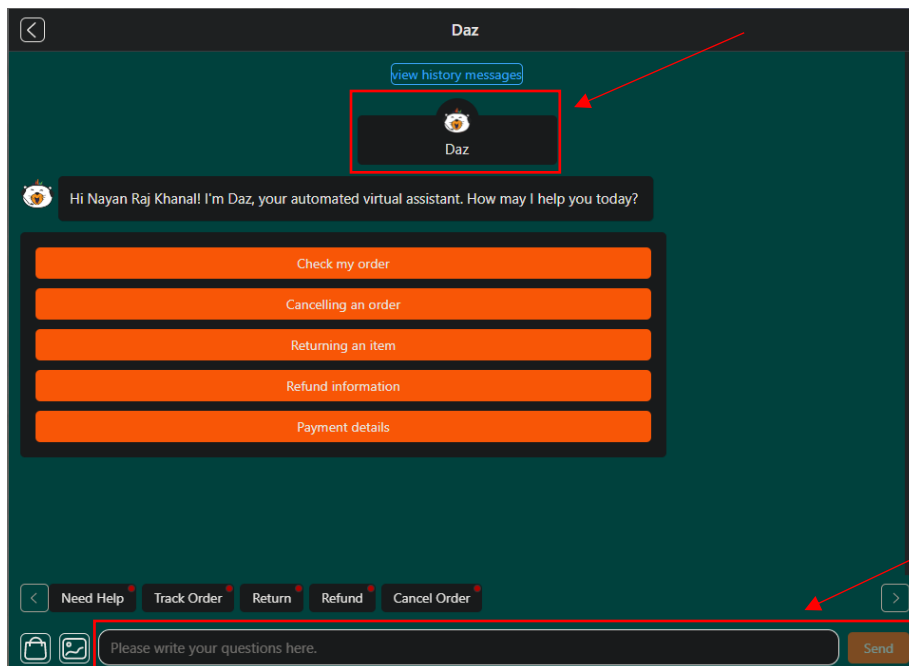 Daz
view history messages
Daz
Hi Nayan Raj Khanal! I'm Daz, your automated virtual assistant. How may I help you today?
Check my order
Cancelling an order
Returning an item
Refund information
Payment details
Need Help Track Order Return Refund Cancel Order
Please write your questions here. Send